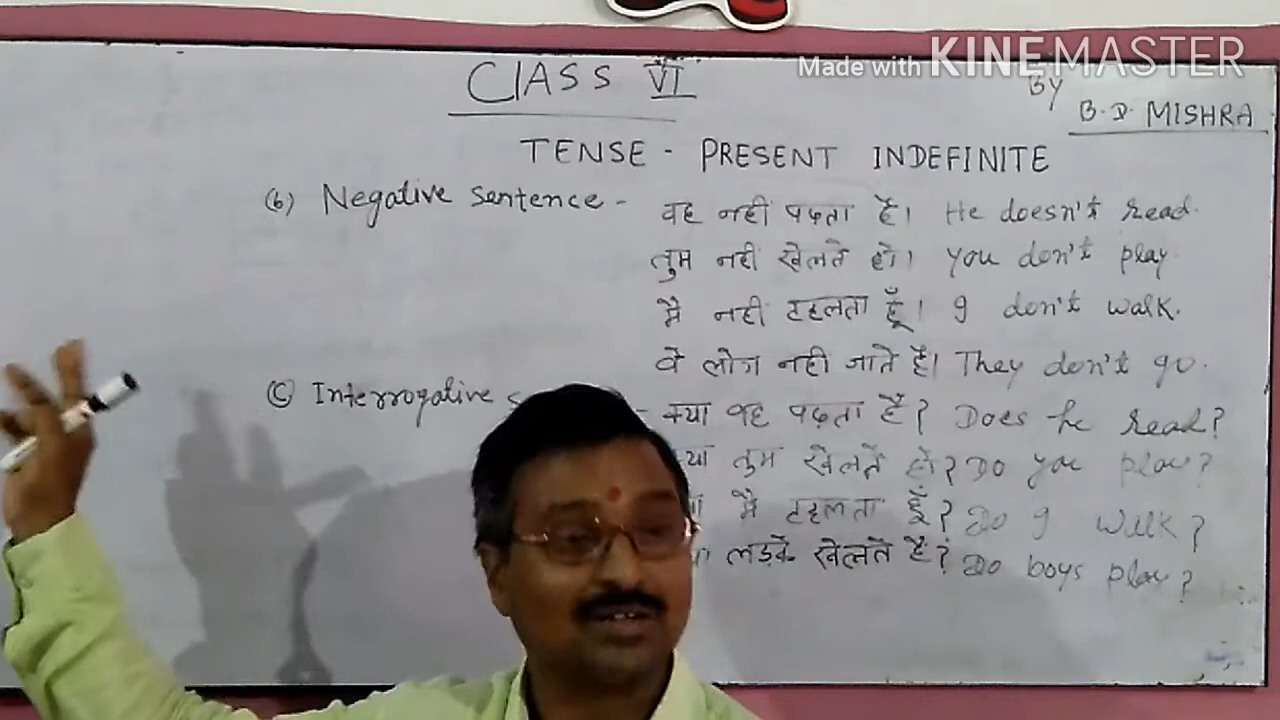 Made with KINEMASTER
CLASS VI
BY
B.D. MISHRA
TENSE - PRESENT INDEFINITE
(b) Negative Sentence - वह नहीं पढ़ता है। He doesn't read.
तुम नहीं खेलते हो। You don't play
मै नहीं टहलता हूँ। I don't walk.
वे लोग नही जाते हैं। They don't go.
(C) Interrogative - क्या वह पढ़ता है? Does he read?
तुम खेलते हो? Do you play?
मै टहलता हूँ? Do I walk?
लड़के खेलते हैं? Do boys play?